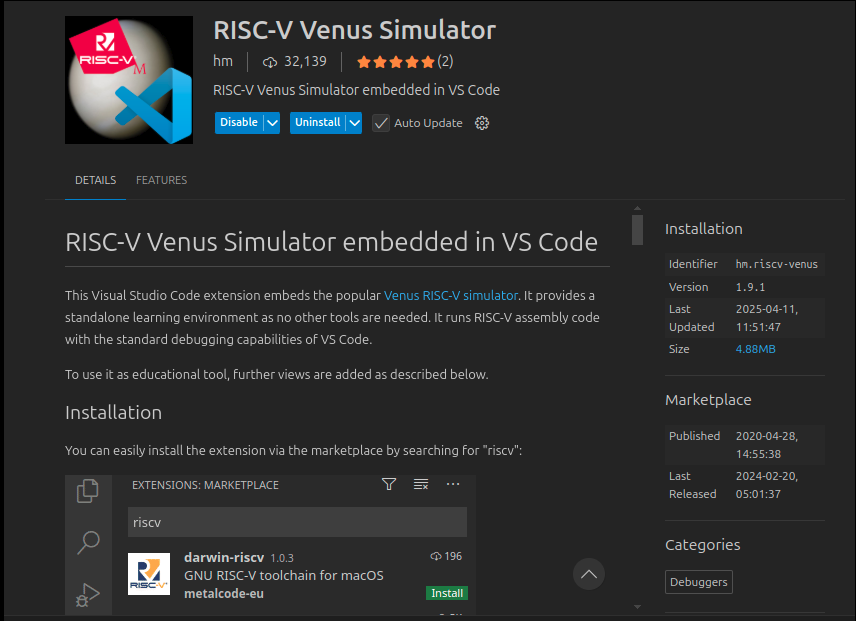 RISC-V Venus Simulator
RISC-V
M
hm
32,139
(2)
RISC-V Venus Simulator embedded in VS Code
Disable
Uninstall
Auto Update
DETAILS
FEATURES
RISC-V Venus Simulator embedded in VS Code
This Visual Studio Code extension embeds the popular Venus RISC-V simulator. It provides a
standalone learning environment as no other tools are needed. It runs RISC-V assembly code
with the standard debugging capabilities of VS Code.
To use it as educational tool, further views are added as described below.
Installation
You can easily install the extension via the marketplace by searching for "riscv":
EXTENSIONS: MARKETPLACE
riscv
RISC-V
darwin-riscv 1.0.3
196
GNU RISC-V toolchain for macOS
metalcode-eu
Install
Installation
Identifier hm.riscv-venus
Version 1.9.1
Last Updated 2025-04-11, 11:51:47
Size 4.88MB
Marketplace
Published 2020-04-28, 14:55:38
Last Released 2024-02-20, 05:01:37
Categories
Debuggers